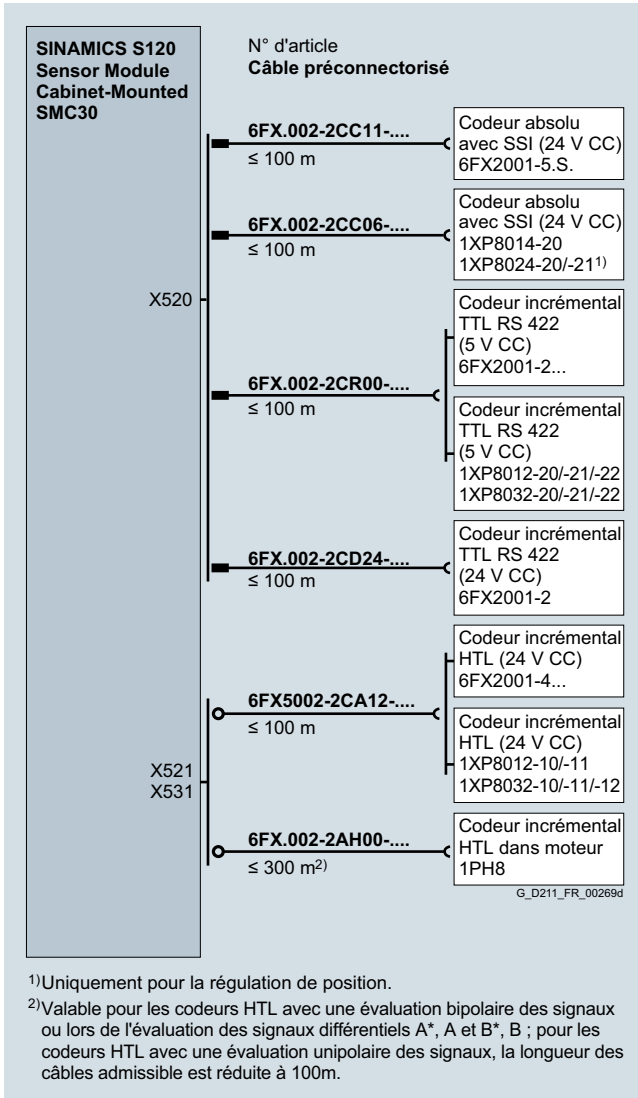 SINAMICS S120
Sensor Module
Cabinet-Mounted
SMC30
N° d'article
Câble préconnectorisé
6FX.002-2CC11-....
≤ 100 m
Codeur absolu
avec SSI (24 V CC)
6FX2001-5.S.
6FX.002-2CC06-....
≤ 100 m
Codeur absolu
avec SSI (24 V CC)
1XP8014-20
1XP8024-20/-211)
X520
6FX.002-2CR00-....
≤ 100 m
Codeur incrémental
TTL RS 422
(5 V CC)
6FX2001-2...
Codeur incrémental
TTL RS 422
(5 V CC)
1XP8012-20/-21/-22
1XP8032-20/-21/-22
6FX.002-2CD24-....
≤ 100 m
Codeur incrémental
TTL RS 422
(24 V CC)
6FX2001-2
X521
X531
6FX5002-2CA12-....
≤ 100 m
Codeur incrémental
HTL (24 V CC)
6FX2001-4...
Codeur incrémental
HTL (24 V CC)
1XP8012-10/-11
1XP8032-10/-11/-12
6FX.002-2AH00-....
≤ 300 m2)
Codeur incrémental
HTL dans moteur
1PH8
G_D211_FR_00269d
1)Uniquement pour la régulation de position.
2)Valable pour les codeurs HTL avec une évaluation bipolaire des signaux
ou lors de l'évaluation des signaux différentiels A*, A et B*, B ; pour les
codeurs HTL avec une évaluation unipolaire des signaux, la longueur des
câbles admissible est réduite à 100m.